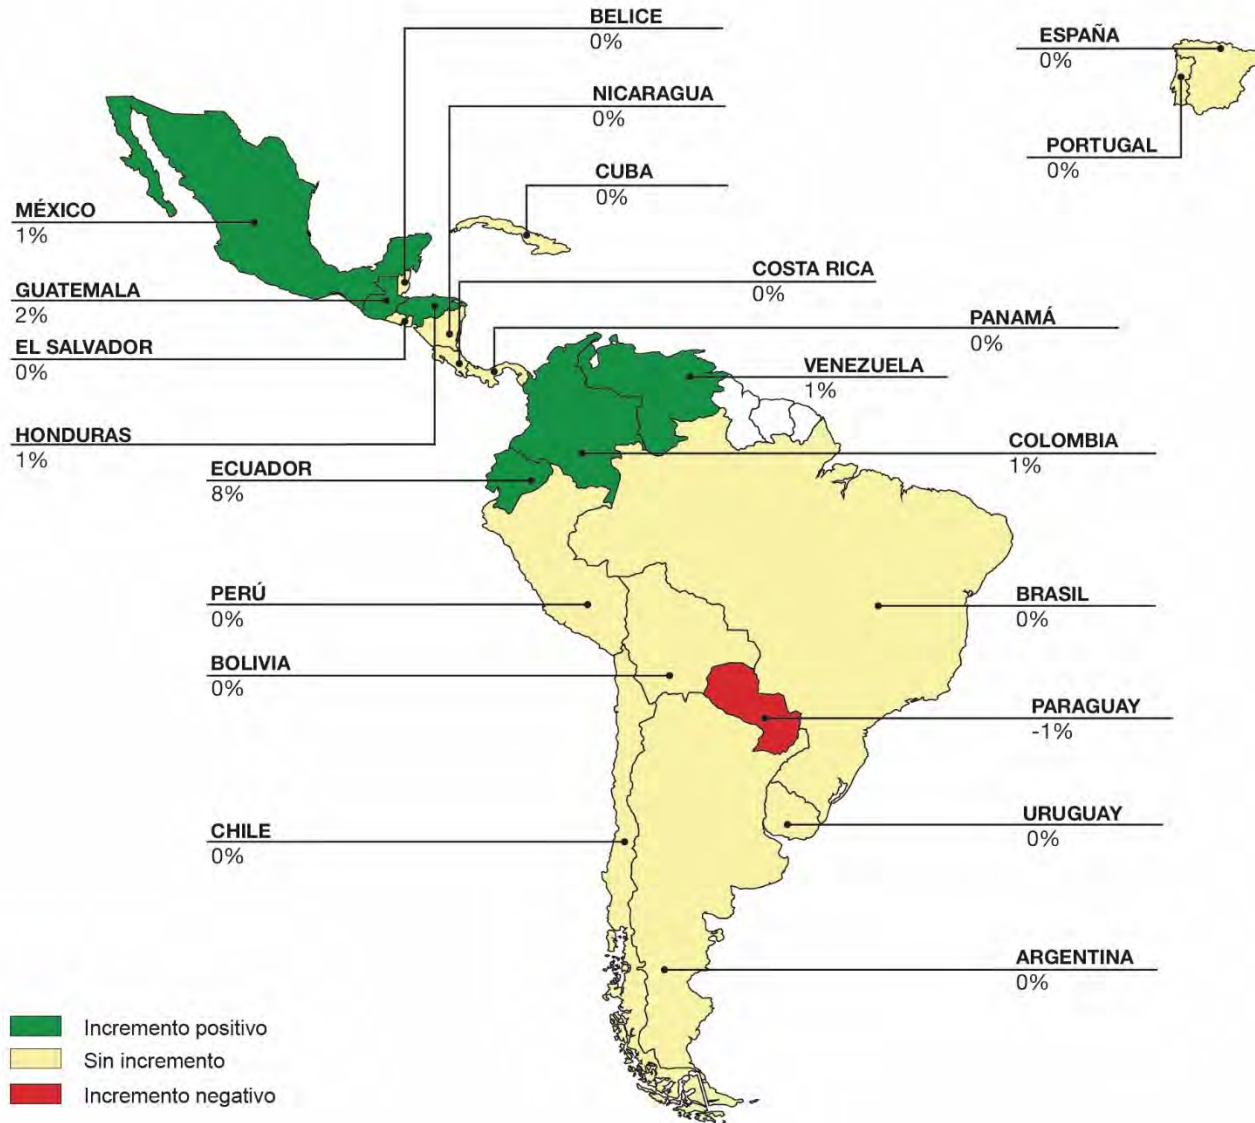 BELICE
0%
ESPAÑA
0%
NICARAGUA
0%
PORTUGAL
0%
CUBA
0%
MÉXICO
1%
COSTA RICA
0%
GUATEMALA
2%
PANAMÁ
0%
EL SALVADOR
0%
VENEZUELA
1%
HONDURAS
1%
COLOMBIA
1%
ECUADOR
8%
PERÚ
0%
BRASIL
0%
BOLIVIA
0%
PARAGUAY
-1%
URUGUAY
0%
CHILE
0%
ARGENTINA
0%
Incremento positivo
Sin incremento
Incremento negativo